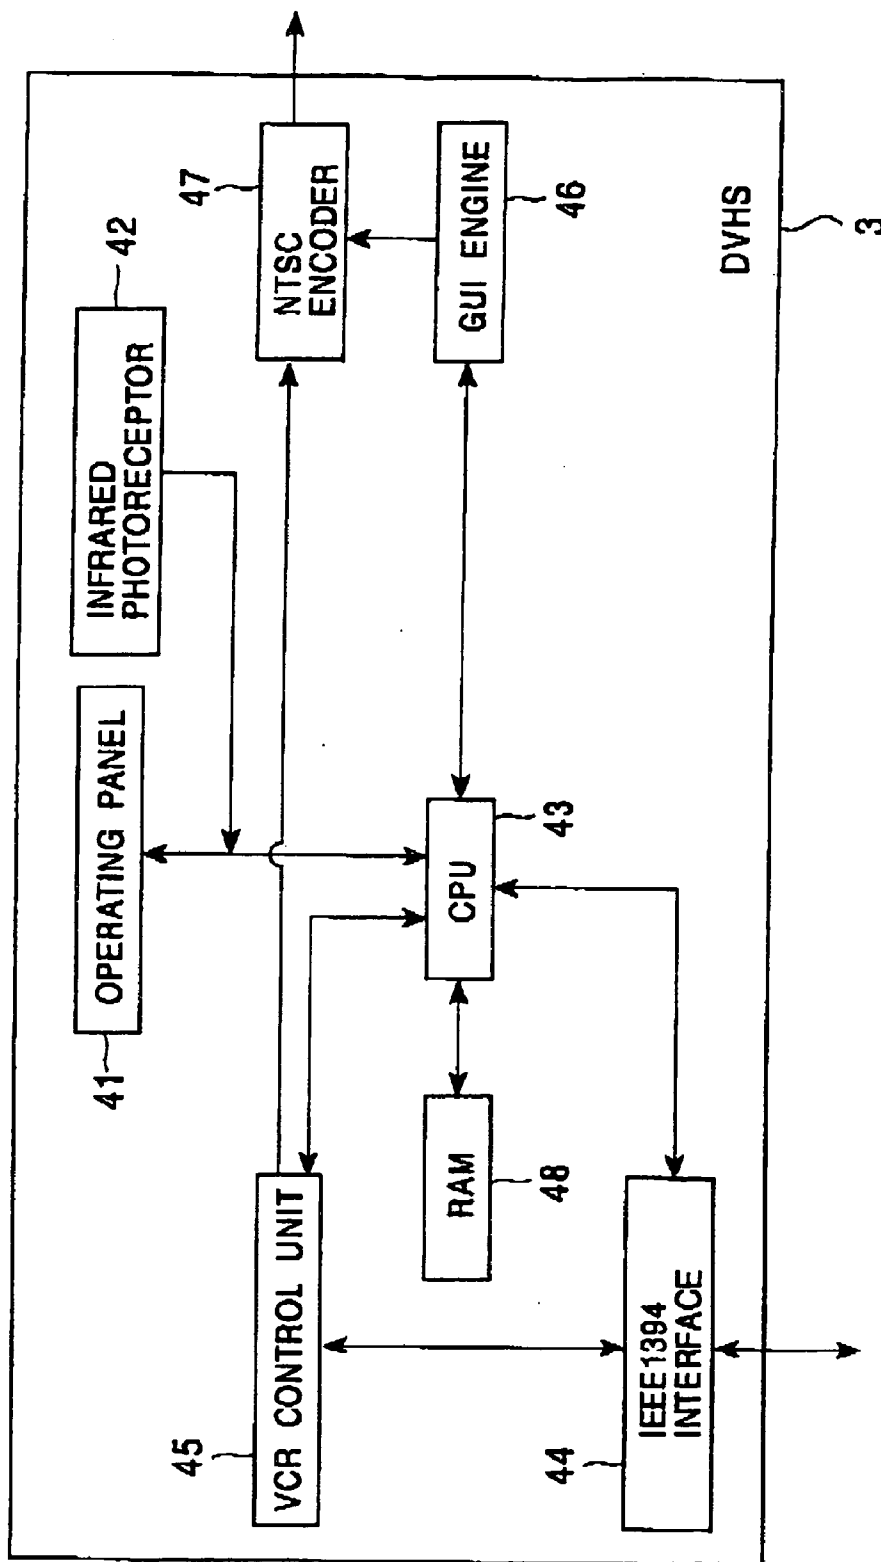 41
OPERATING PANEL
42
INFRARED
PHOTORECEPTOR
45
VCR CONTROL UNIT
47
NTSC
ENCODER
RAM
48
CPU
43
GUI ENGINE
46
44
IEEE1394
INTERFACE
DVHS
3